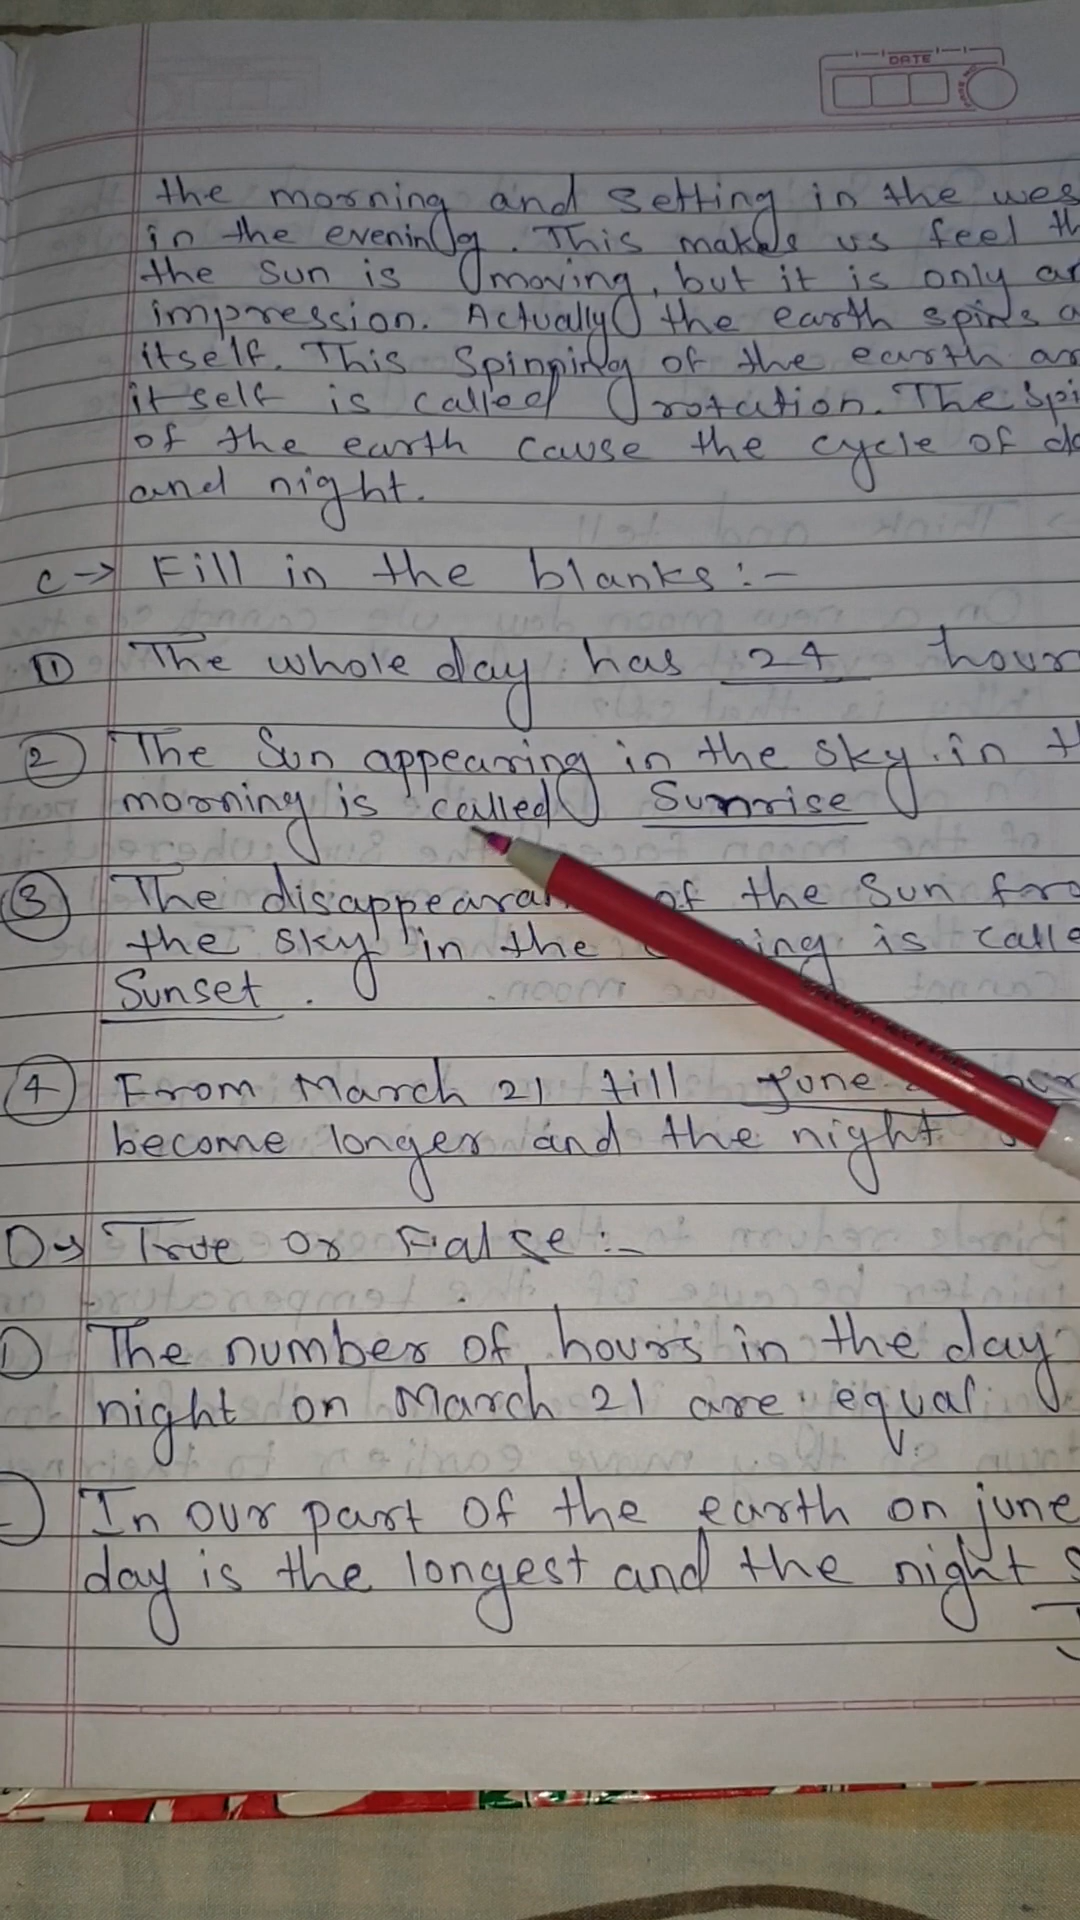 DATE
the morning and setting in the wes
in the evening. This makes us feel th
the sun is moving, but it is only an
impression. Actually the earth spins a
itself. This Spinning of the earth ar
itself is called rotation. The Spi
of the earth cause the cycle of da
and night.
C→ Fill in the blanks:-
1 The whole day has 24 hour
2 The Sun appearing in the sky in th
morning is called Sunrise
3 The disappearan of the Sun fro
the sky in the ning is calle
Sunset.
4 From March 21 till June our
become longer and the night s
D→ True or False:-
1 The number of hours in the day
night on March 21 are equal.
In our part of the earth on june
day is the longest and the night s